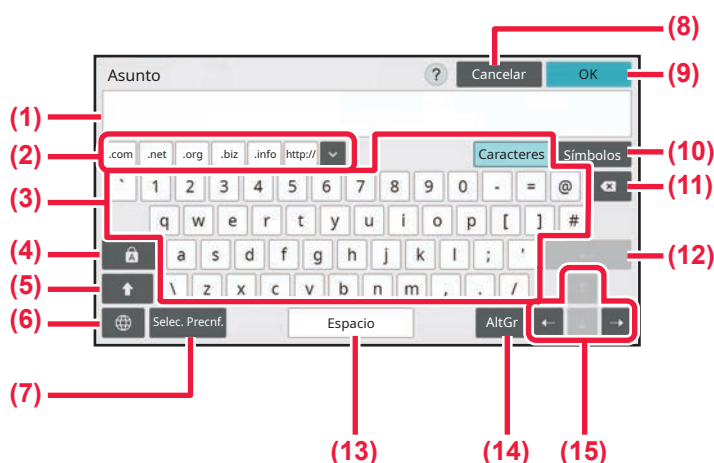 (8)
Asunto ? Cancelar OK (9)
(1)
(2) .com .net .org .biz .info http:// Caracteres Símbolos (10)
(3) ` 1 2 3 4 5 6 7 8 9 0 - = @ (11)
q w e r t y u i o p [ ] #
(4) A a s d f g h j k l ; ' ← (12)
(5) ↑ \ z x c v b n m , . / ↑
(6) Selec. Precnf. Espacio AltGr ← ↓ →
(7)
(13) (14) (15)